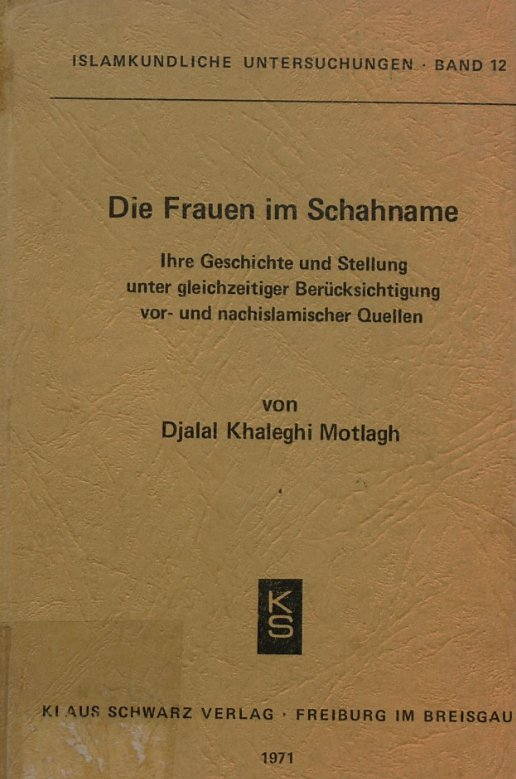 ISLAMKUNDLICHE UNTERSUCHUNGEN · BAND 12
Die Frauen im Schahname
Ihre Geschichte und Stellung
unter gleichzeitiger Berücksichtigung
vor- und nachislamischer Quellen
von
Djalal Khaleghi Motlagh
KS
KLAUS SCHWARZ VERLAG · FREIBURG IM BREISGAU
1971